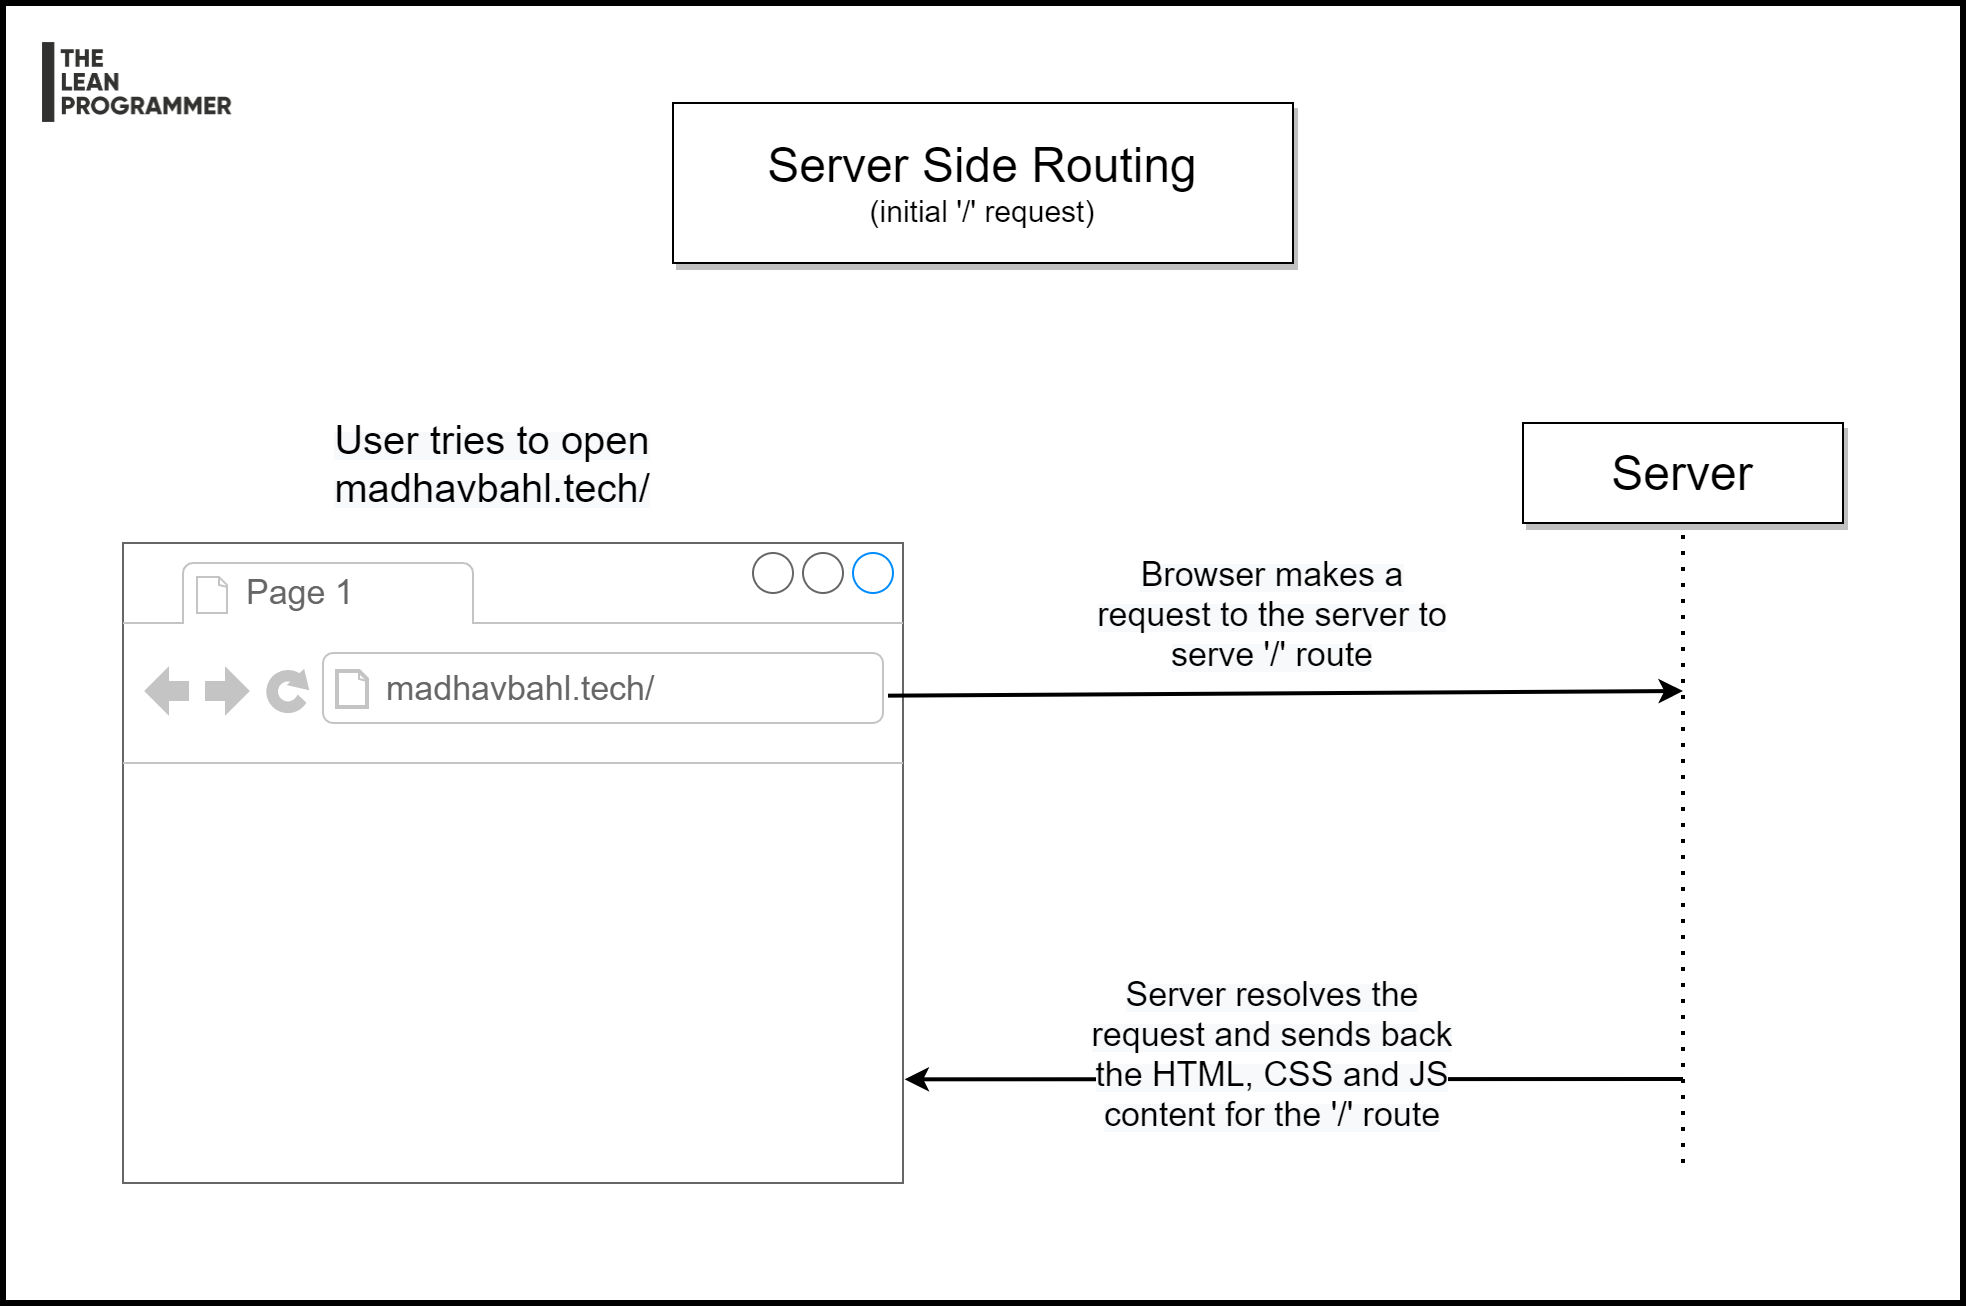 THE
LEAN
PROGRAMMER
Server Side Routing
(initial '/' request)
User tries to open
madhavbahl.tech/
Server
Page 1
madhavbahl.tech/
Browser makes a
request to the server to
serve '/' route
Server resolves the
request and sends back
the HTML, CSS and JS
content for the '/' route